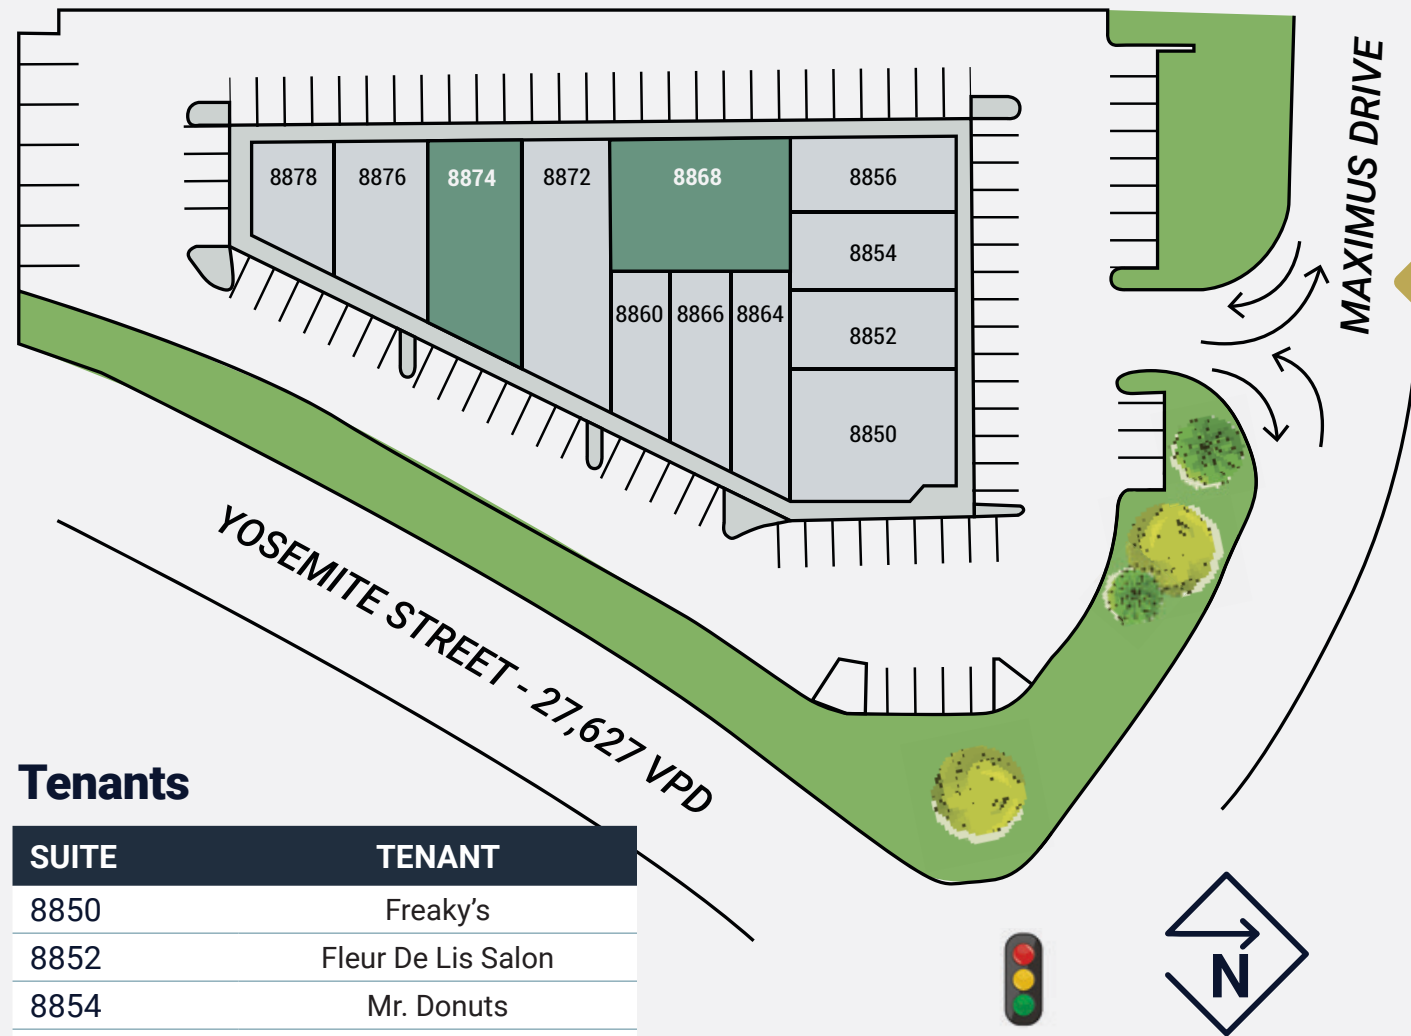 MAXIMUS DRIVE
8878 8876 8874 8872 8868 8856
8854
8860 8866 8864 8852
8850
YOSEMITE STREET - 27,627 VPD
Tenants
SUITE TENANT
8850 Freaky’s
8852 Fleur De Lis Salon
8854 Mr. Donuts
N